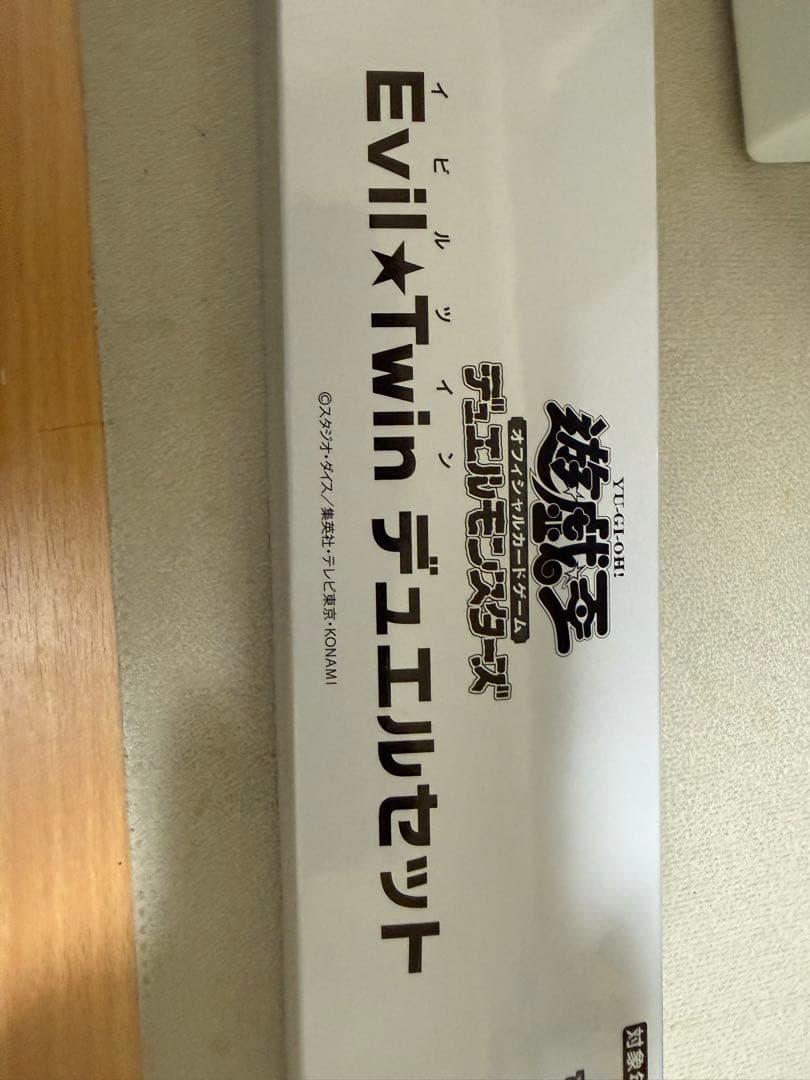 YU-GI-OH!
遊戯王
オフィシャルカードゲーム
デュエルモンスターズ
イビルツイン
Evil★Twin デュエルセット
©スタジオ・ダイス／集英社・テレビ東京・KONAMI
対象